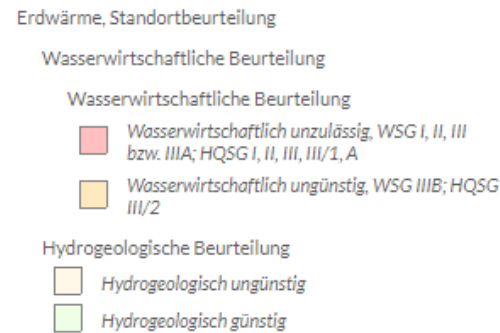 Erdwärme, Standortbeurteilung
Wasserwirtschaftliche Beurteilung
Wasserwirtschaftliche Beurteilung
Wasserwirtschaftlich unzulässig, WSG I, II, III
bzw. IIIA; HQSG I, II, III, III/1, A
Wasserwirtschaftlich ungünstig, WSG IIIB; HQSG
III/2
Hydrogeologische Beurteilung
Hydrogeologisch ungünstig
Hydrogeologisch günstig